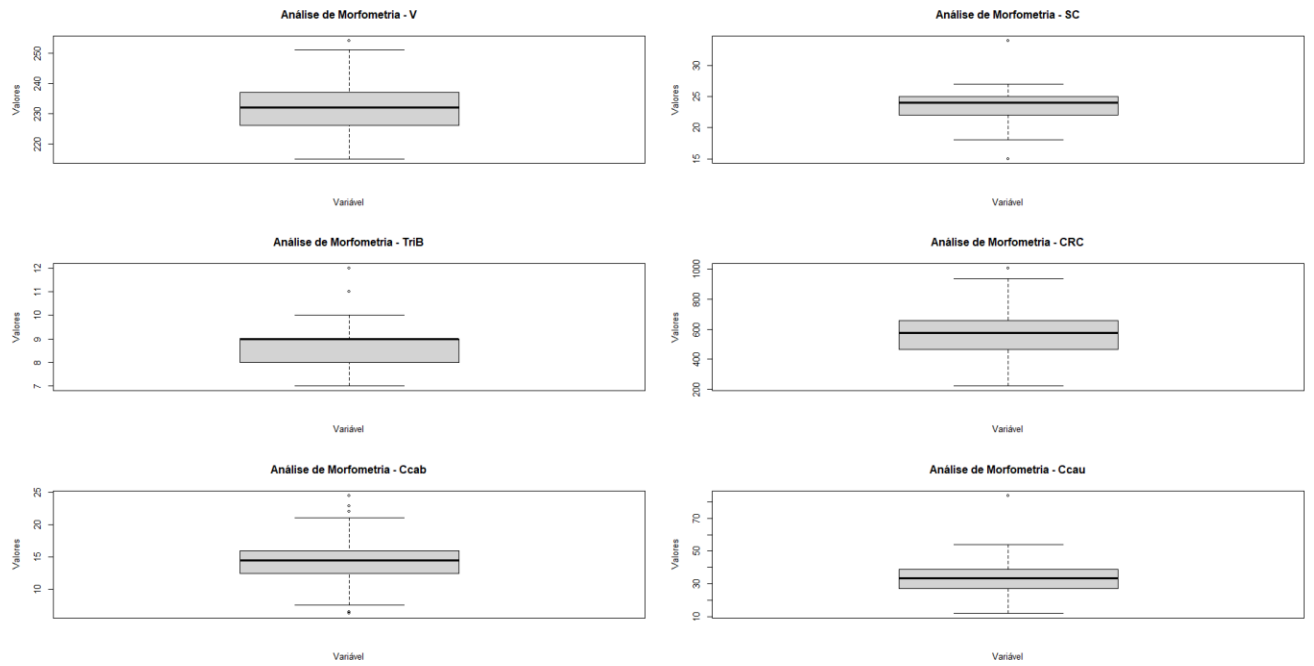 Análise de Morfometria - V
Valores
250
240
230
220
Variável
Análise de Morfometria - SC
Valores
30
25
20
15
Variável
Análise de Morfometria - TriB
Valores
12
11
10
9
8
7
Variável
Análise de Morfometria - CRC
Valores
1000
800
600
400
200
Variável
Análise de Morfometria - Ccab
Valores
25
20
15
10
Variável
Análise de Morfometria - Ccau
Valores
70
50
30
10
Variável